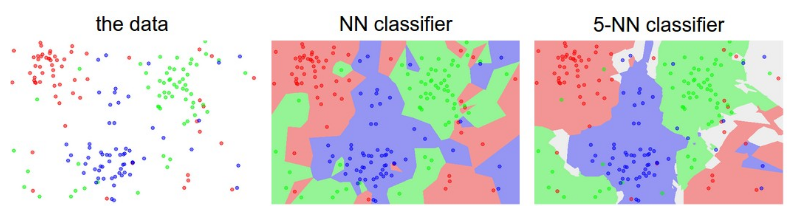 the data
NN classifier
5-NN classifier